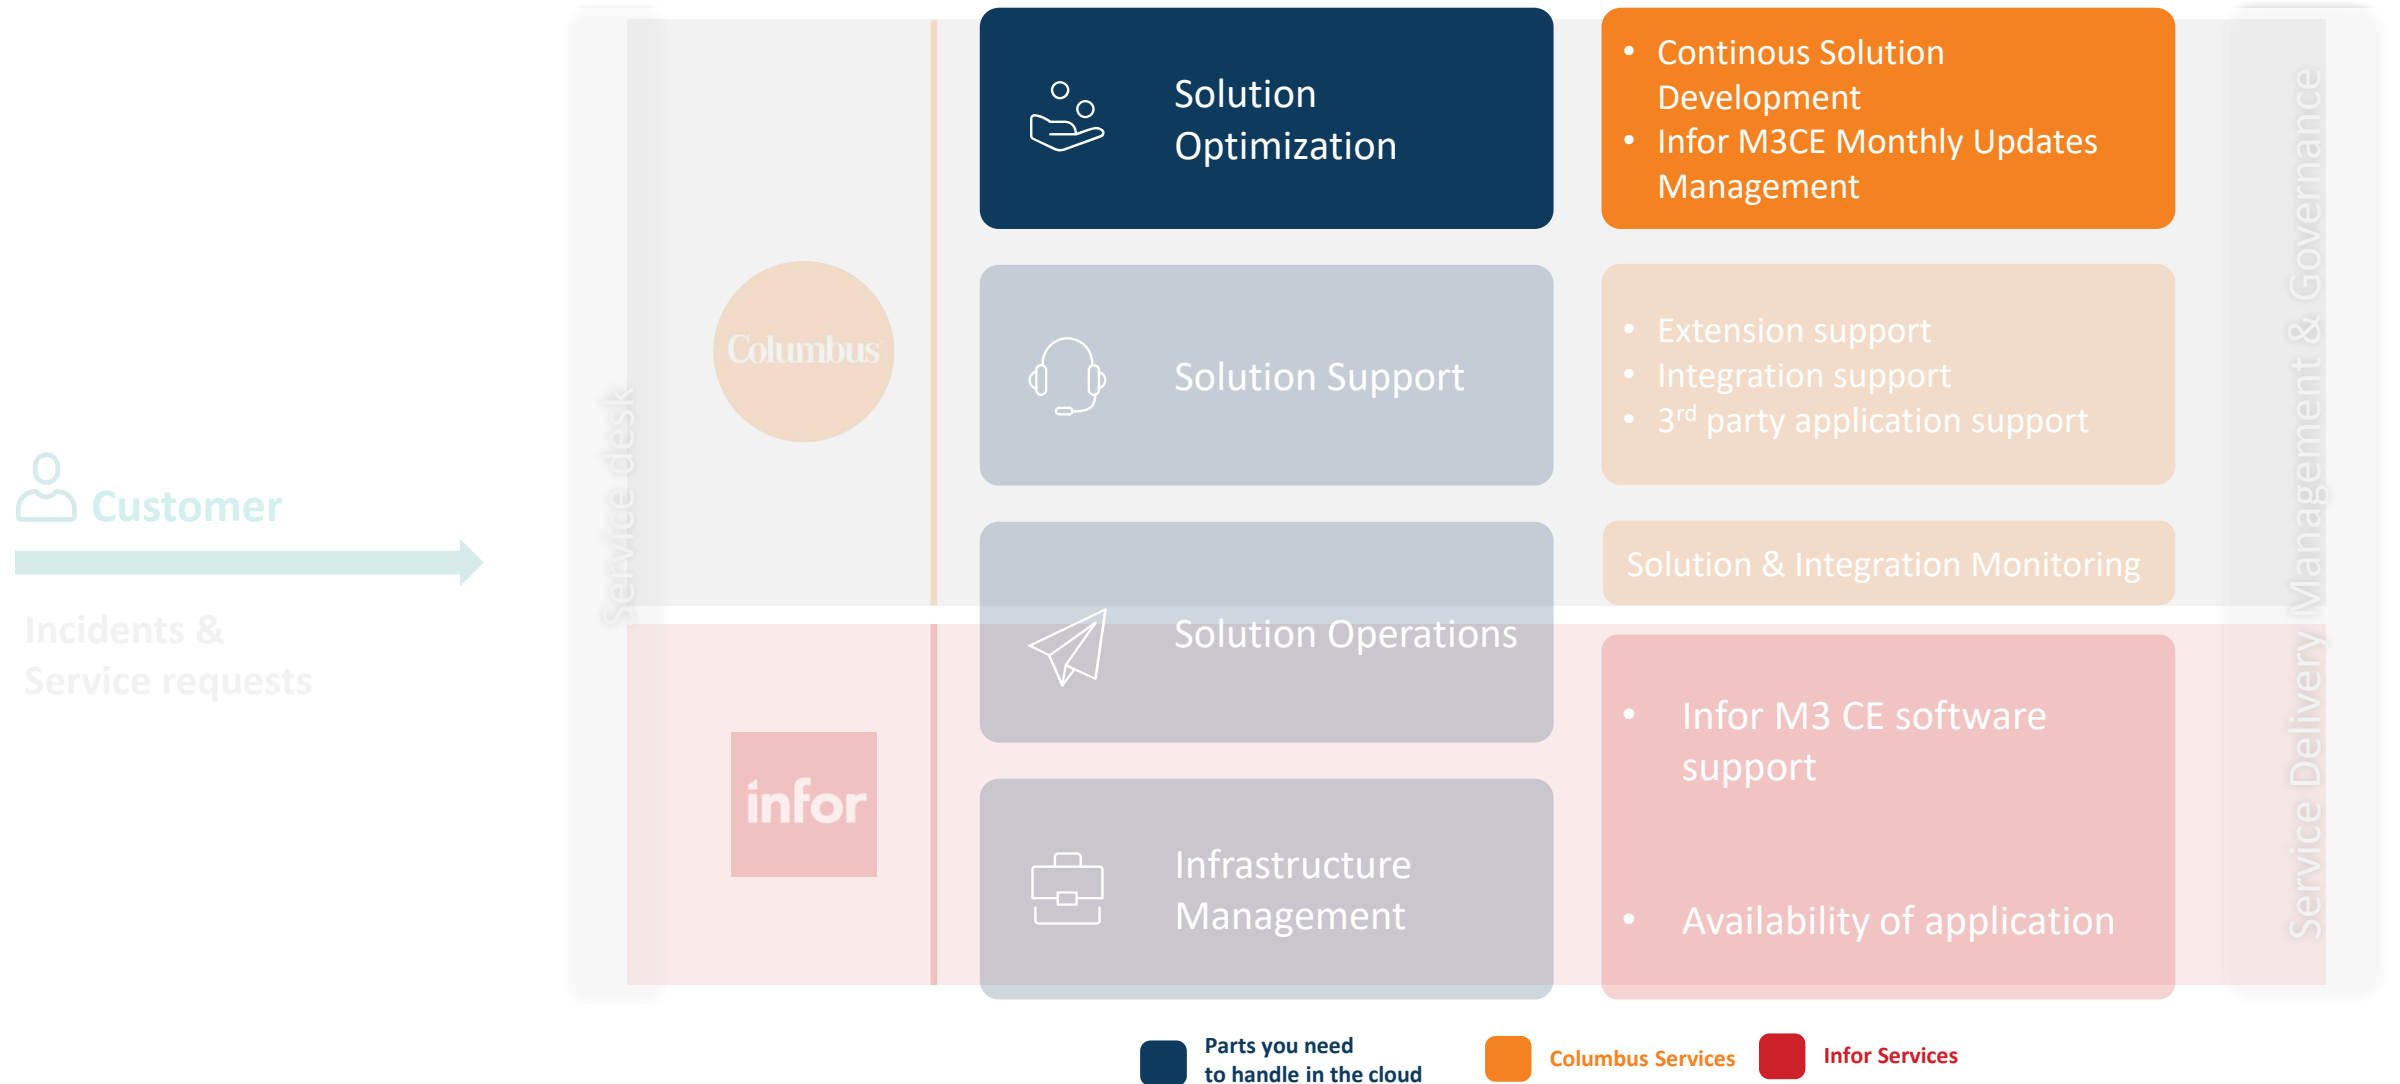 Solution
Optimization
• Continous Solution
Development
• Infor M3CE Monthly Updates
Management
Columbus
Solution Support
• Extension support
• Integration support
• 3rd party application support
Service desk
Customer
Incidents &
Service requests
Solution Operations
Solution & Integration Monitoring
infor
Infrastructure
Management
• Infor M3 CE software
support
• Availability of application
Service Delivery Management & Governance
Parts you need
to handle in the cloud
Columbus Services
Infor Services